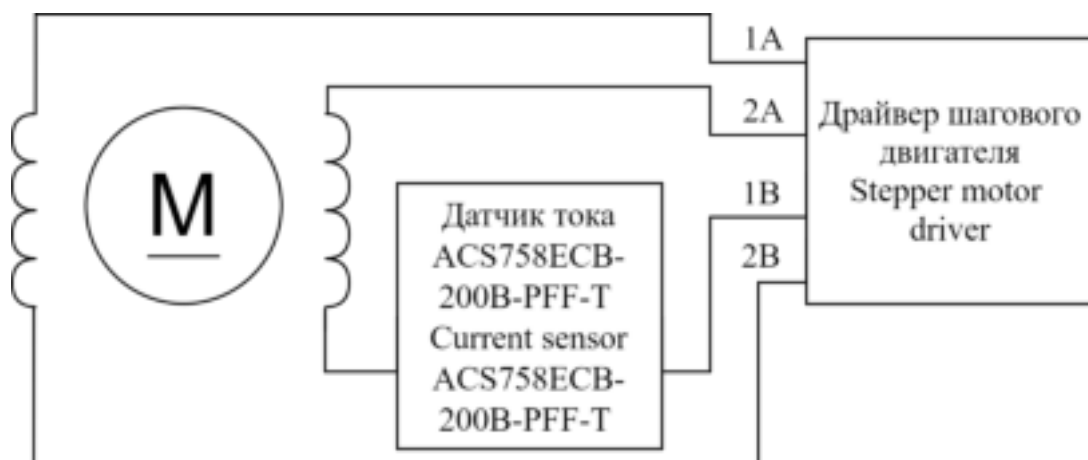 1A
2A
1B
2B
Драйвер шагового
двигателя
Stepper motor
driver
M
Датчик тока
ACS758ECB-
200B-PFF-T
Current sensor
ACS758ECB-
200B-PFF-T